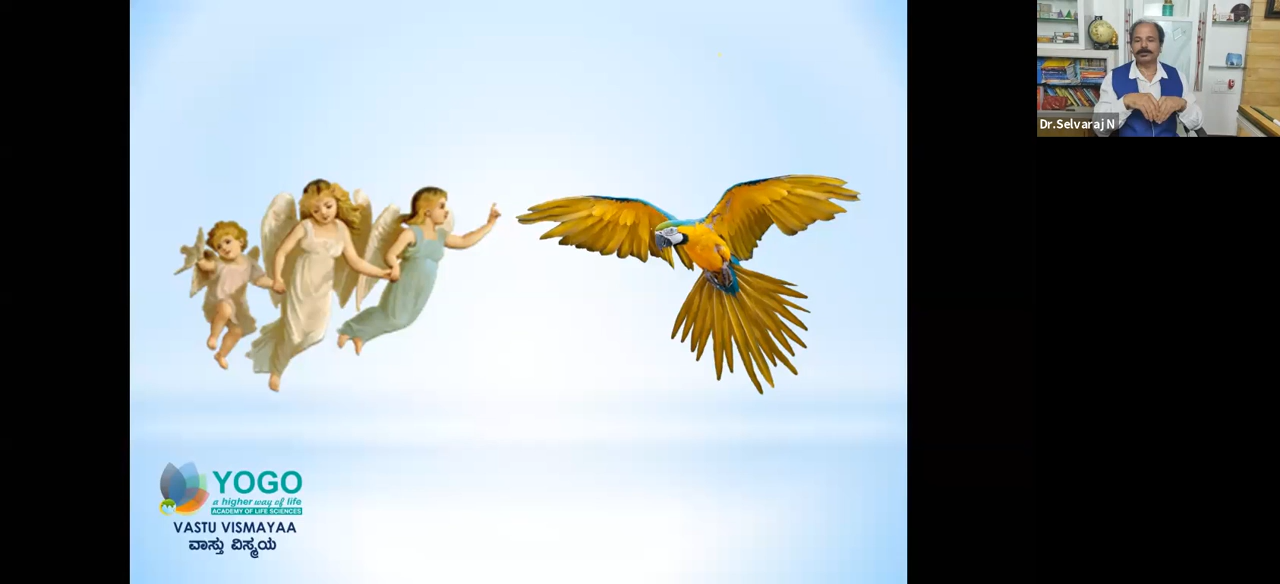 Dr.Selvaraj N
YOGO
a higher way of life
ACADEMY OF LIFE SCIENCES
VASTU VISMAYAA
ವಾಸ್ತು ವಿಸ್ಮಯ